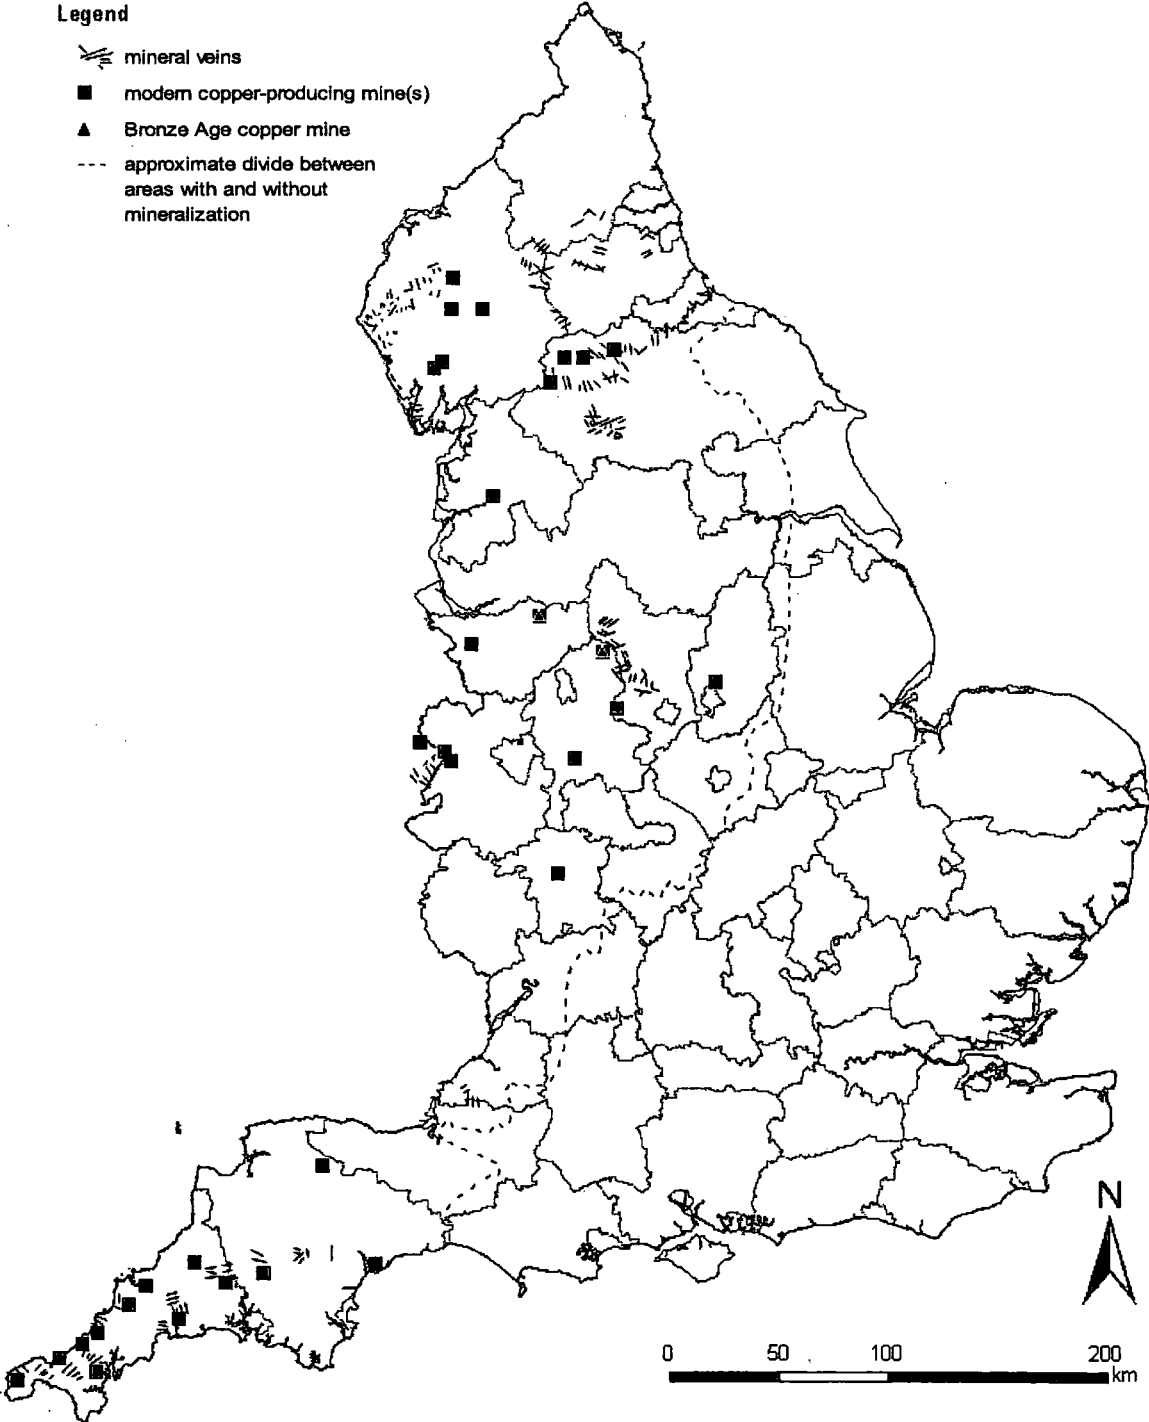 Legend
mineral veins
modern copper-producing mine(s)
Bronze Age copper mine
approximate divide between
areas with and without
mineralization
N
0 50 100 200
km